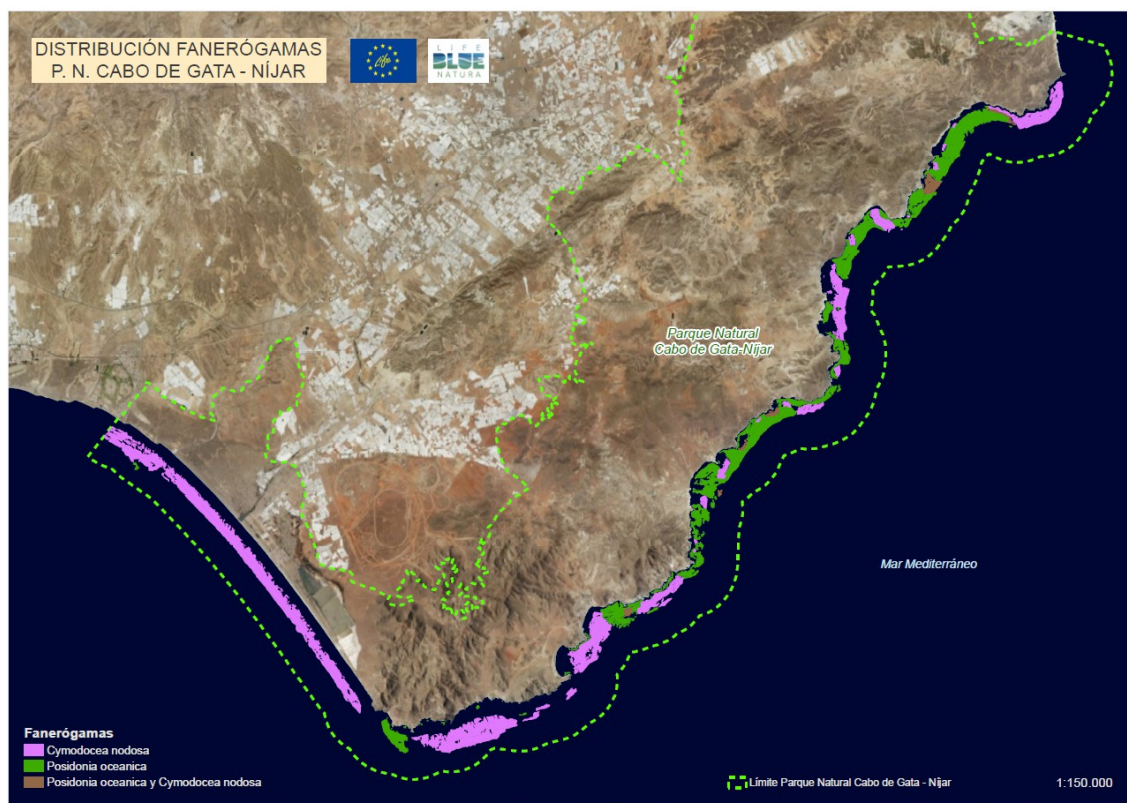 DISTRIBUCIÓN FANERÓGAMAS
P. N. CABO DE GATA - NÍJAR
Life
LIFE
BLUE
NATURA
Parque Natural
Cabo de Gata-Níjar
Mar Mediterráneo
Fanerógamas
Cymodocea nodosa
Posidonia oceanica
Posidonia oceanica y Cymodocea nodosa
Límite Parque Natural Cabo de Gata - Níjar
1:150.000